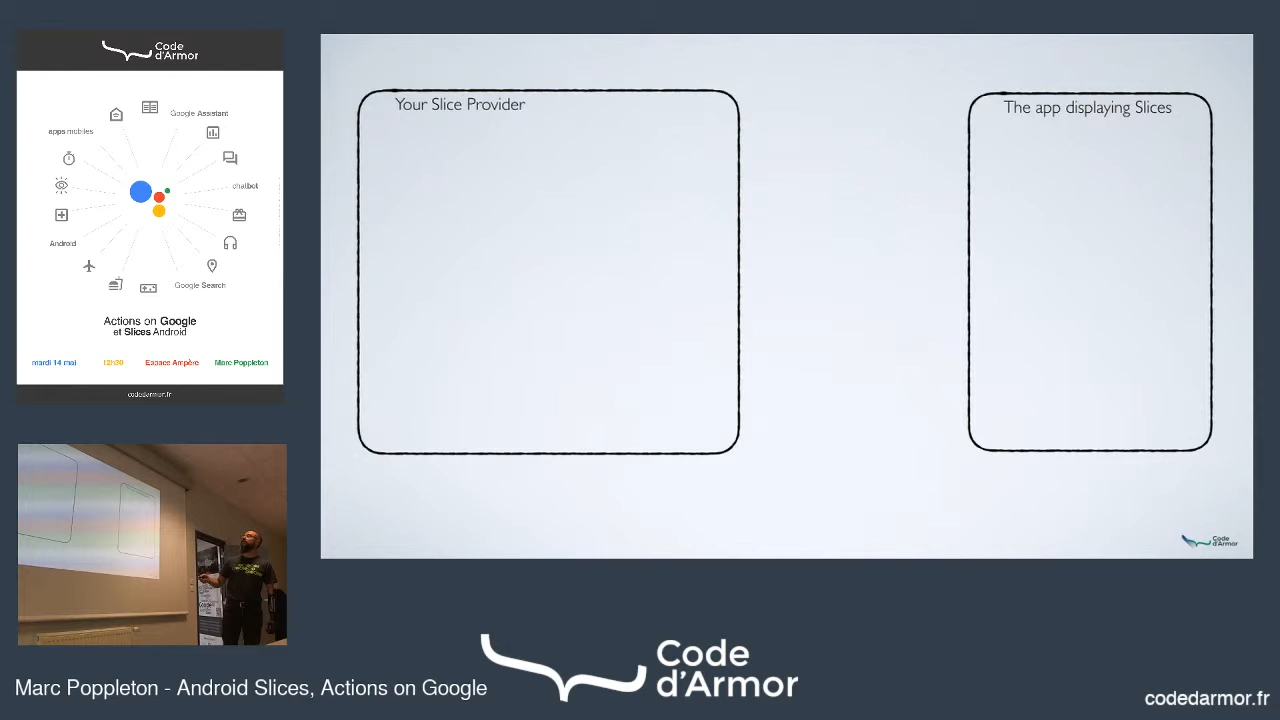 Code
d'Armor
Google Assistant
apps mobiles
chatbot
Android
Google Search
Actions on Google
et Slices Android
mardi 14 mai
12h30
Espace Ampère
Marc Poppleton
codedarmor.fr
Your Slice Provider
The app displaying Slices
Code
d'Armor
Marc Poppleton - Android Slices, Actions on Google
Code
d'Armor
codedarmor.fr